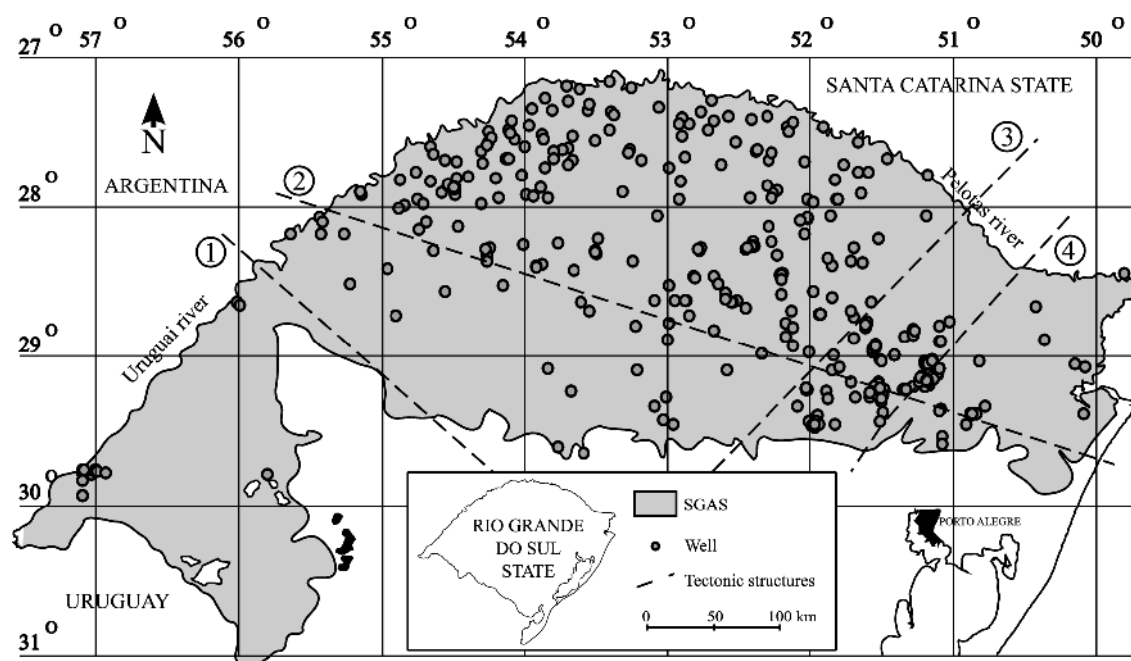 57° 56° 55° 54° 53° 52° 51° 50°
27°
SANTA CATARINA STATE
③
N
ARGENTINA
②
Pelotas river
28°
①
④
Uruguai river
29°
30°
RIO GRANDE
DO SUL
STATE
SGAS
Well
Tectonic structures
0 50 100 km
PORTO ALEGRE
URUGUAY
31°